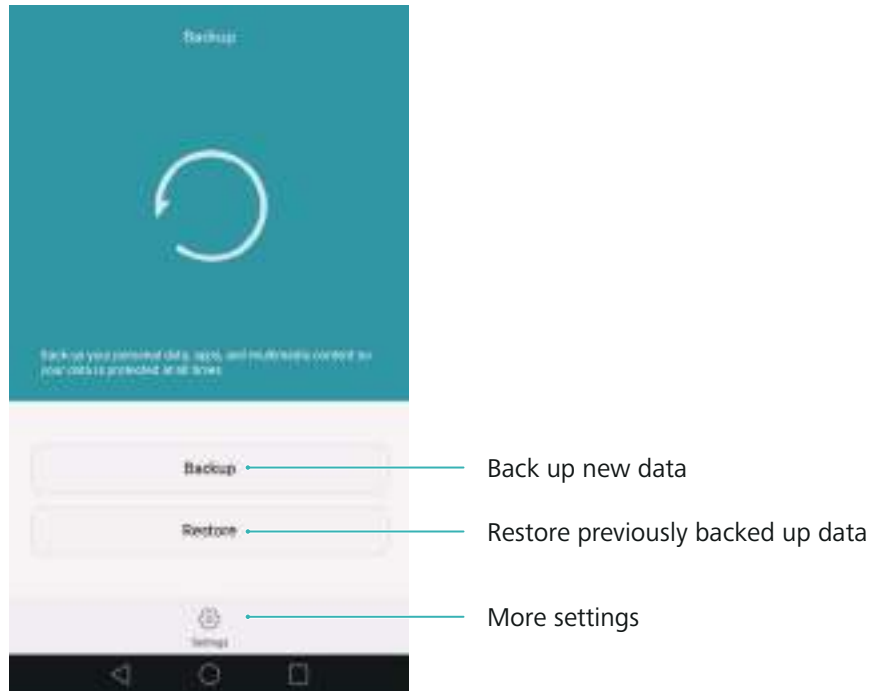 Backup
Back up your personal data, apps, and multimedia content so
your data is protected at all times
Backup
Back up new data
Restore
Restore previously backed up data
More settings
Settings